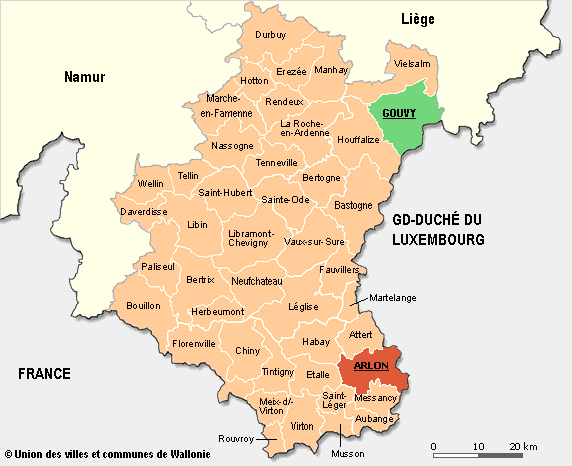 Liège
Durbuy
Namur
Vielsalm
Erezée
Manhay
Hotton
Marche-
en-Famenne
Rendeux
GOUVY
La Roche-
en-Ardenne
Houffalize
Nassogne
Tenneville
Tellin
Bertogne
Wellin
Saint-Hubert
Sainte-Ode
Bastogne
Daverdisse
Libin
GD-DUCHÉ DU
LUXEMBOURG
Libramont-
Chevigny
Vaux-sur-Sure
Paliseul
Fauvillers
Bertrix
Neufchateau
Martelange
Bouillon
Herbeumont
Léglise
Attert
Florenville
Habay
Chiny
ARLON
FRANCE
Tintigny
Etalle
Saint-
Léger
Messancy
Meix-d/-
Virton
Aubange
Virton
Rouvroy
Musson
© Union des villes et communes de Wallonie
0 10 20 km